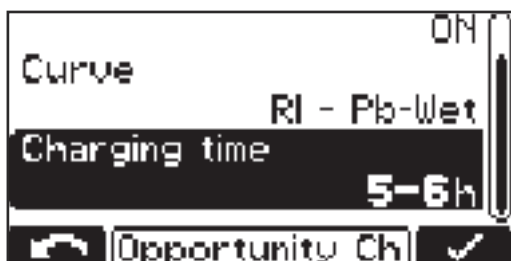 ON
Curve
RI - Pb-Wet
Charging time
5-6h
Opportunity Ch